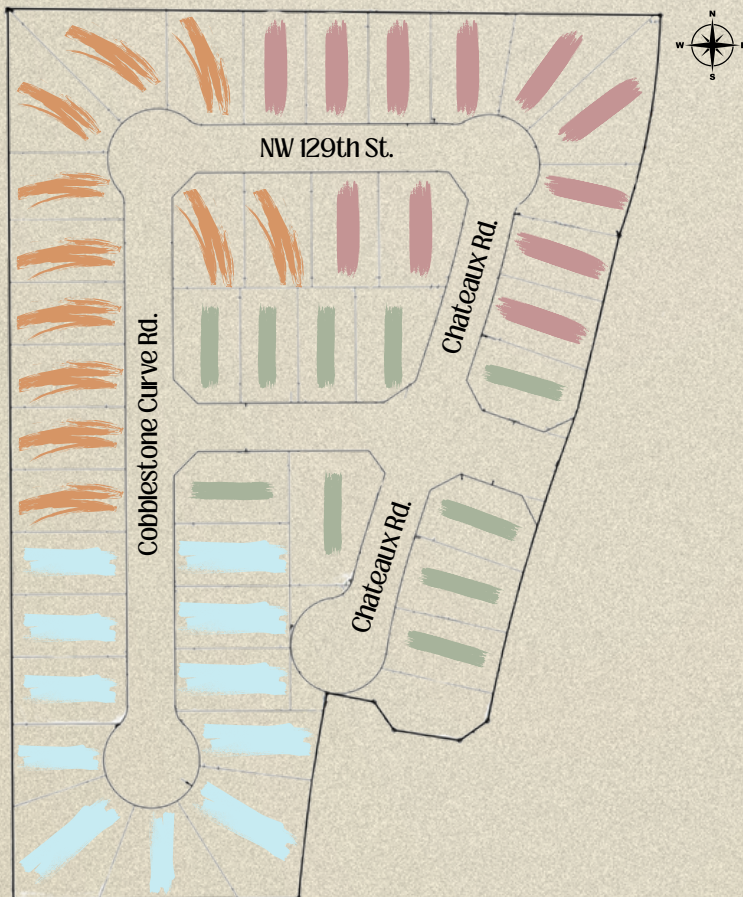 N
W
E
S
NW 129th St.
Chateaux Rd.
Cobblestone Curve Rd.
Chateaux Rd.